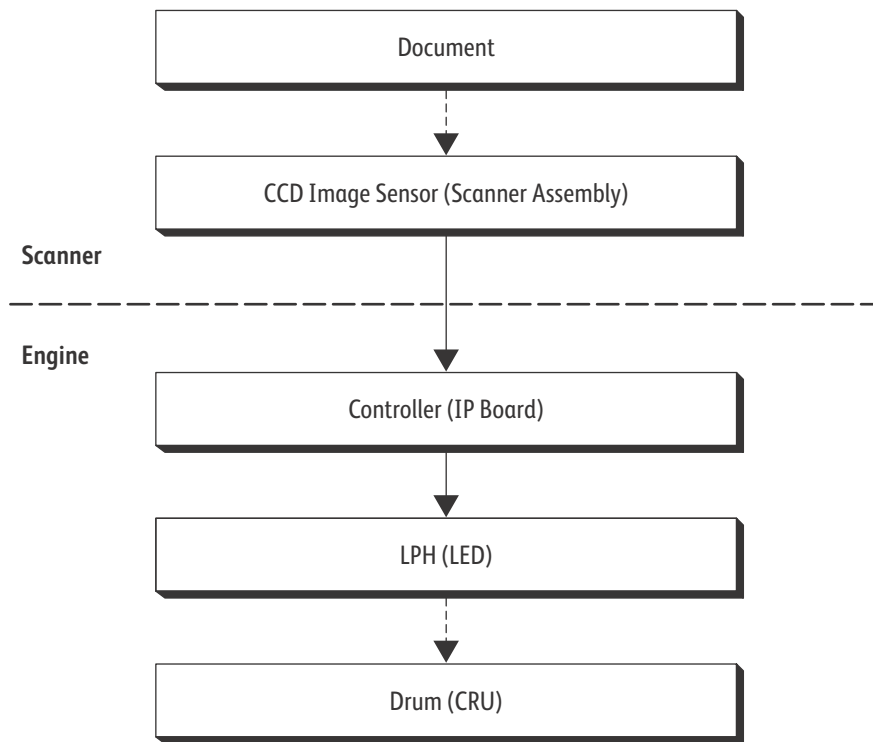 Document
CCD Image Sensor (Scanner Assembly)
Scanner
Engine
Controller (IP Board)
LPH (LED)
Drum (CRU)